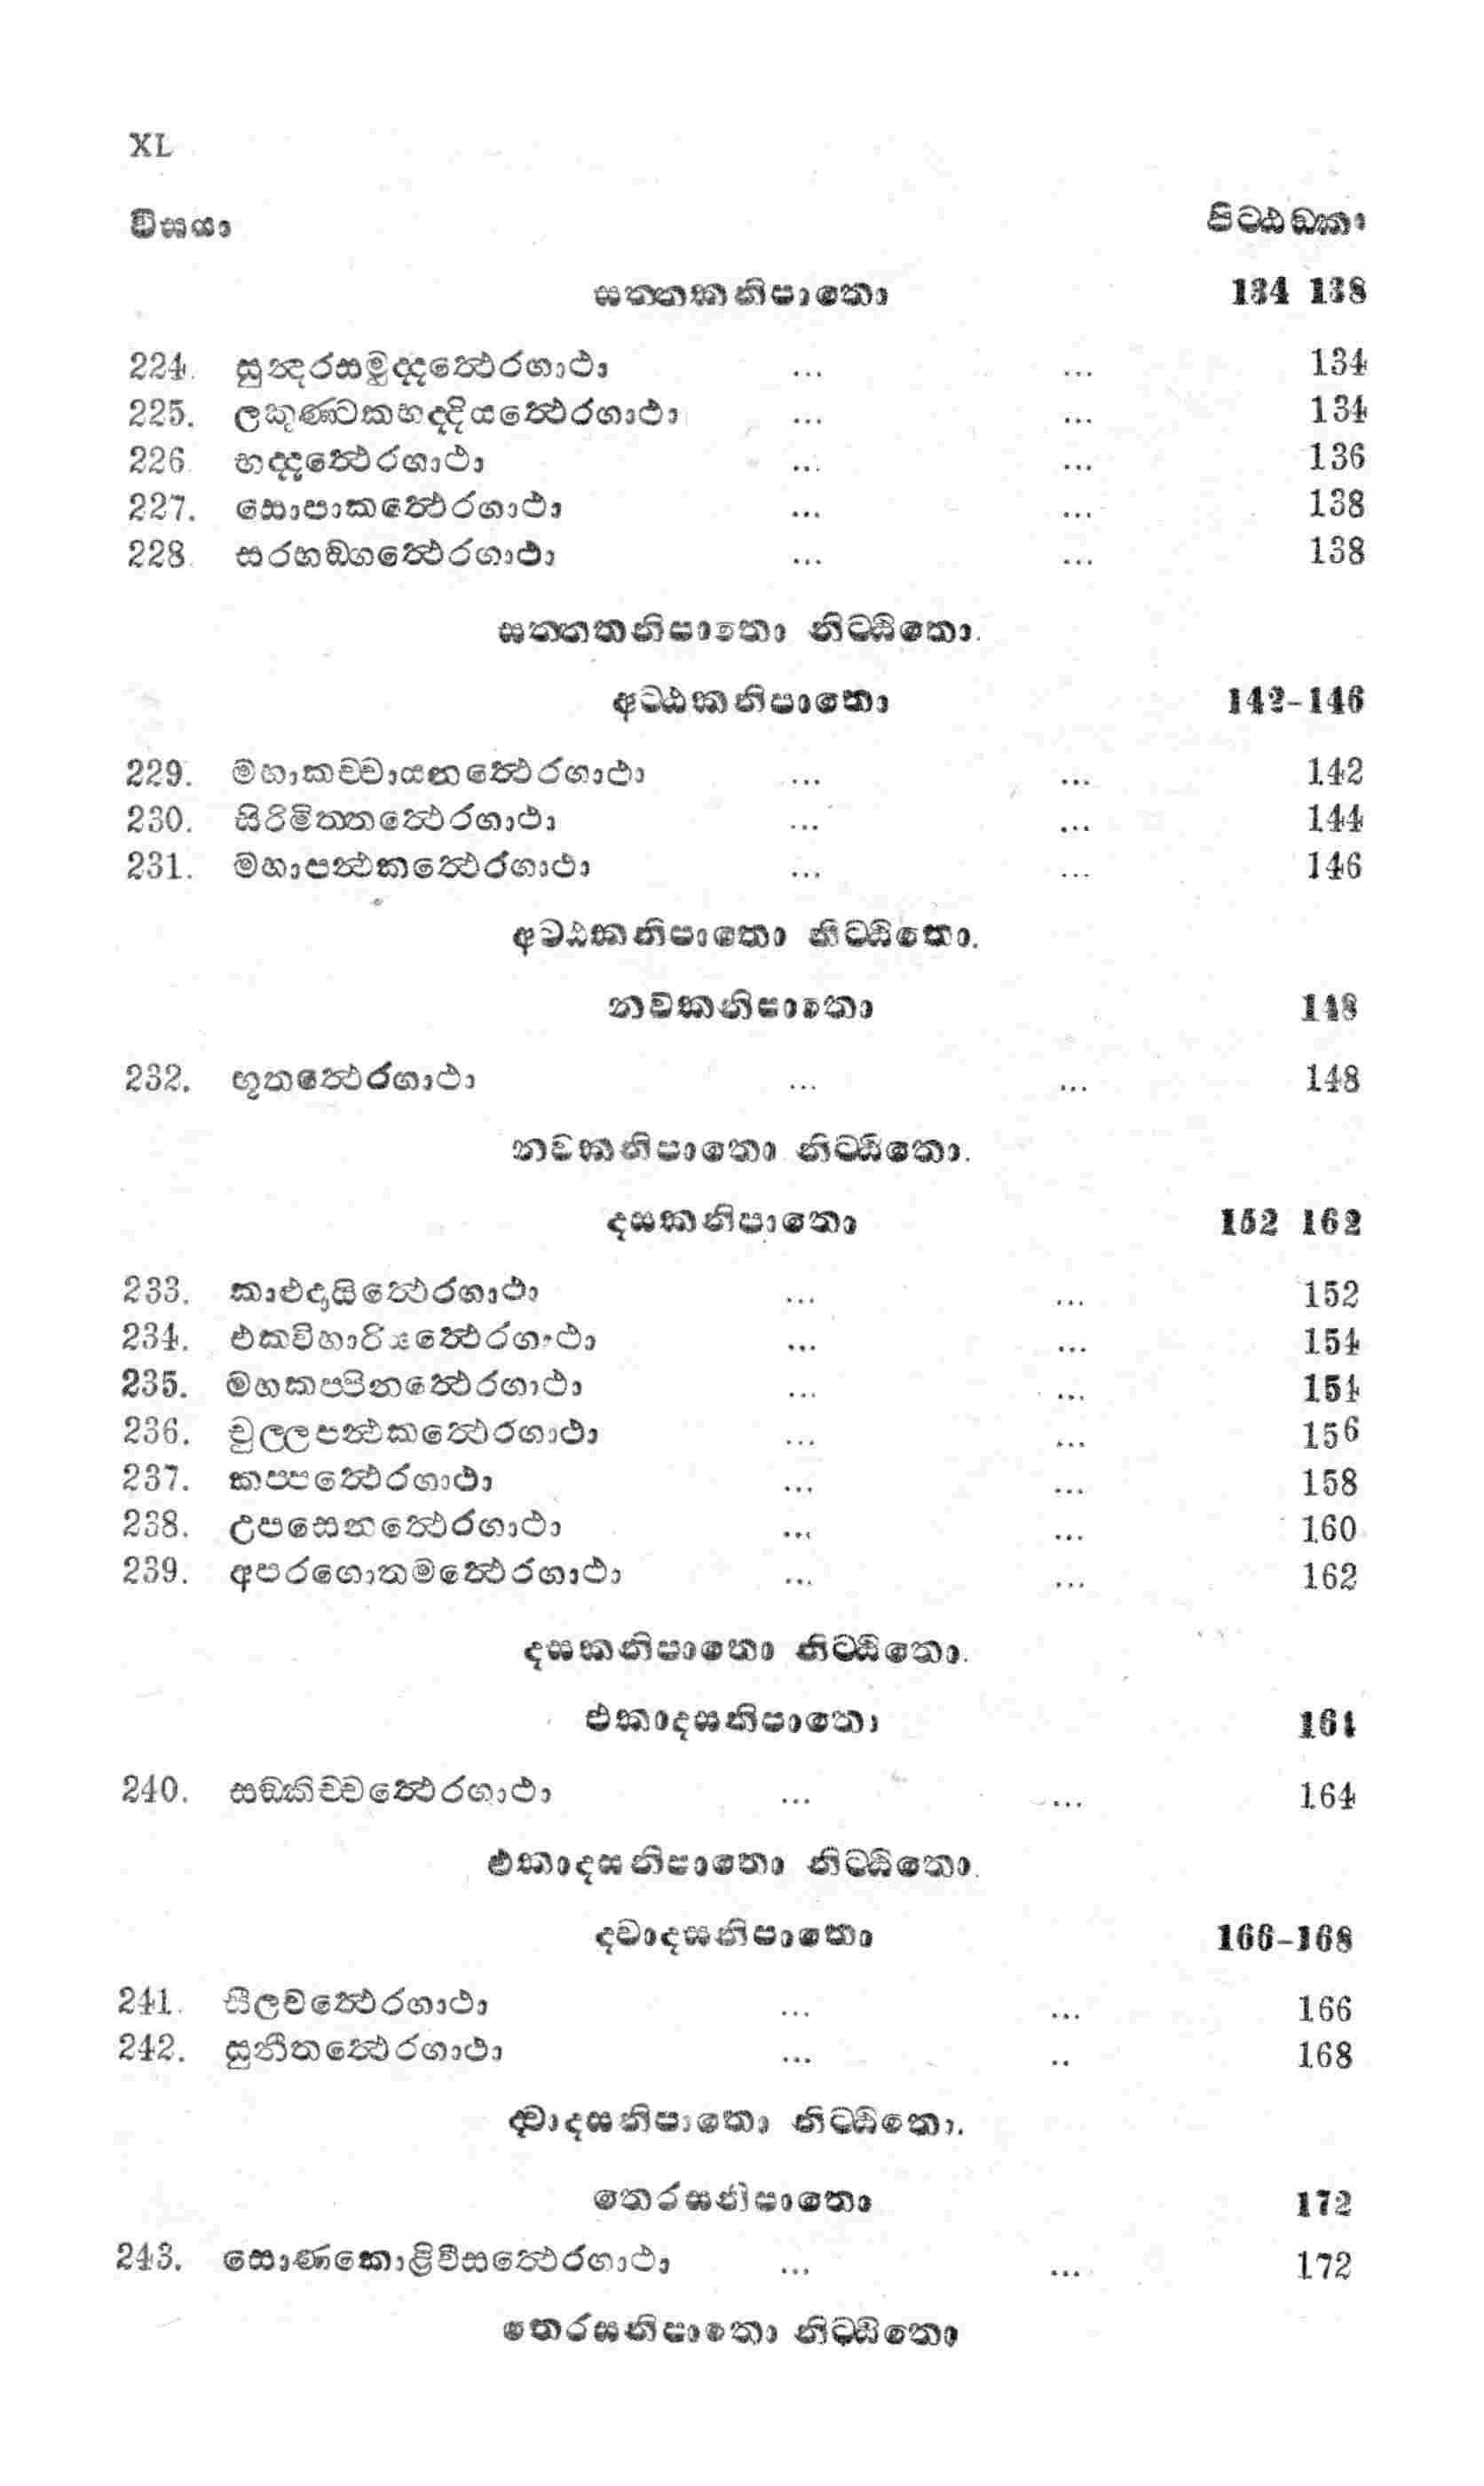 XL
විසයා පිට්ඨඞ්කා
සත්තකනිපාතො 134 138
224. සුන්දරසමුද්දත්ථෙරගාථා ... ... 134
225. ලකුණ්ටකභද්දියත්ථෙරගාථා ... ... 134
226. භද්දත්ථෙරගාථා ... ... 136
227. සොපාකත්ථෙරගාථා ... ... 138
228. සරභඞ්ගත්ථෙරගාථා ... ... 138
සත්තකනිපාතො නිට්ඨිතො.
අට්ඨකනිපාතො 142-146
229. මහාකච්චායනත්ථෙරගාථා ... ... 142
230. සිරිමිත්තත්ථෙරගාථා ... ... 144
231. මහාපන්ථකත්ථෙරගාථා ... ... 146
අට්ඨකනිපාතො නිට්ඨිතො.
නවකනිපාතො 148
232. භූතත්ථෙරගාථා ... ... 148
නවකනිපාතො නිට්ඨිතො.
දසකනිපාතො 152 162
233. කාළුදායිත්ථෙරගාථා ... ... 152
234. එකවිහාරියත්ථෙරගාථා ... ... 154
235. මහකප්පිනත්ථෙරගාථා ... ... 154
236. චුල්ලපන්ථකත්ථෙරගාථා ... ... 156
237. කප්පත්ථෙරගාථා ... ... 158
238. උපසෙනත්ථෙරගාථා ... ... 160
239. අපරගොතමත්ථෙරගාථා ... ... 162
දසකනිපාතො නිට්ඨිතො.
එකාදසනිපාතො 164
240. සඞ්කිච්චත්ථෙරගාථා ... ... 164
එකාදසනිපාතො නිට්ඨිතො.
ද්වාදසනිපාතො 166-168
241. සීලවත්ථෙරගාථා ... ... 166
242. සුනීතත්ථෙරගාථා ... .. 168
ද්වාදසනිපාතො නිට්ඨිතො.
තෙරසනිපාතො 172
243. සොණකොළිවීසත්ථෙරගාථා ... ... 172
තෙරසනිපාතො නිට්ඨිතො